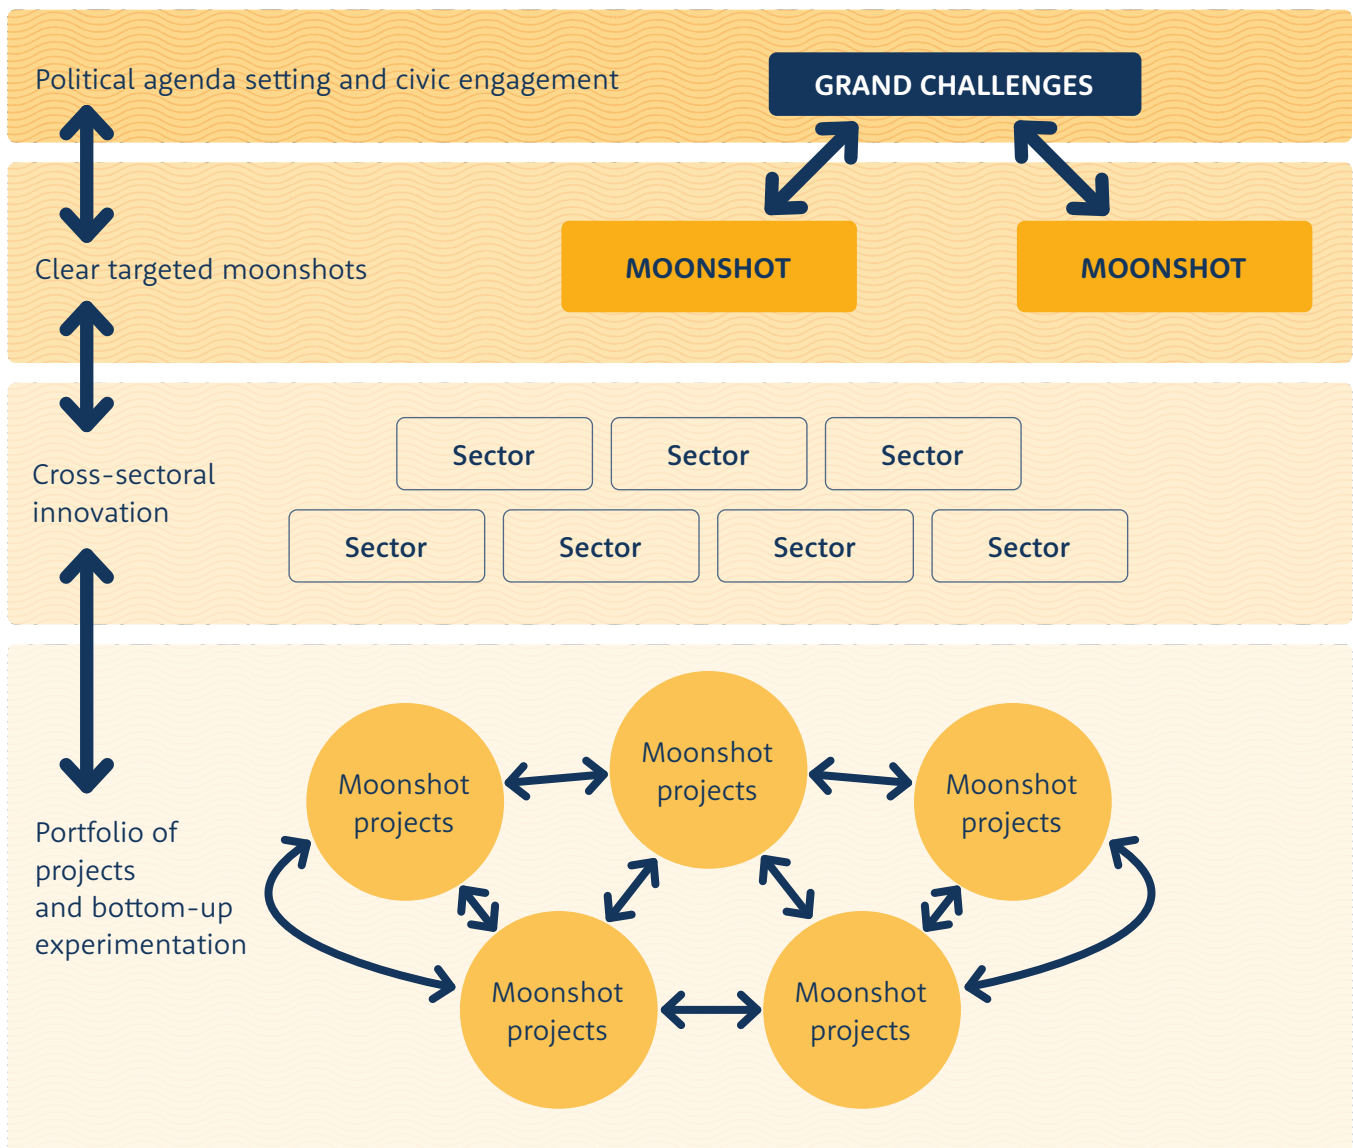 Political agenda setting and civic engagement
GRAND CHALLENGES
Clear targeted moonshots
MOONSHOT
MOONSHOT
Cross-sectoral
innovation
Sector
Sector
Sector
Sector
Sector
Sector
Sector
Portfolio of
projects
and bottom-up
experimentation
Moonshot
projects
Moonshot
projects
Moonshot
projects
Moonshot
projects
Moonshot
projects